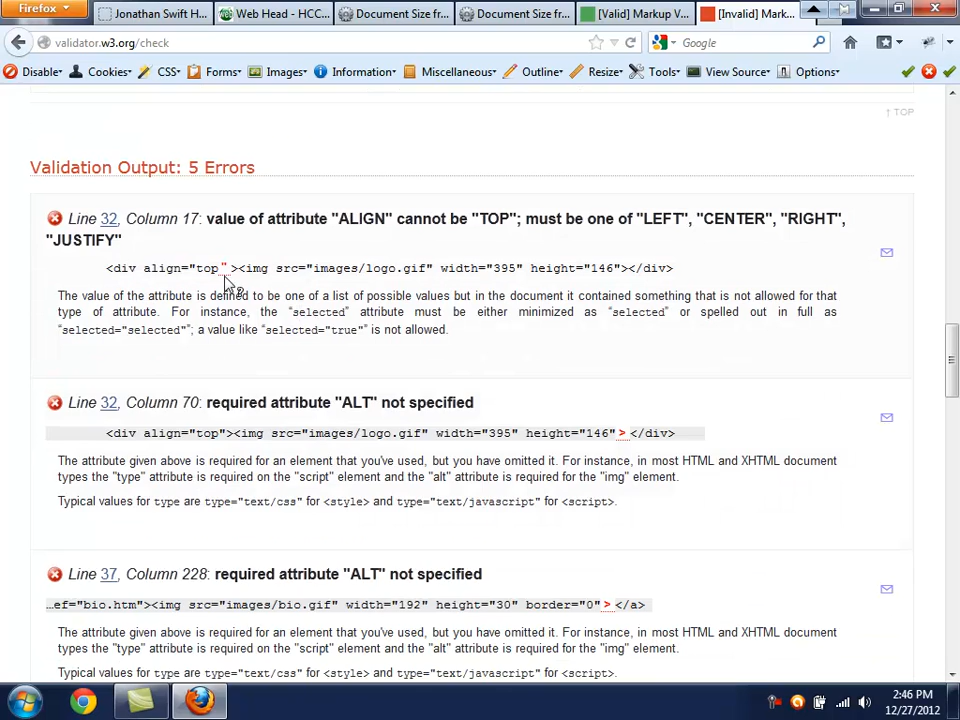 Firefox
Jonathan Swift H...
Web Head - HCC...
Document Size fr...
Document Size fr...
[Valid] Markup V...
[Invalid] Mark...
validator.w3.org/check
Google
Disable Cookies CSS Forms Images Information Miscellaneous Outline Resize Tools View Source Options
↑ TOP
Validation Output: 5 Errors
Line 32, Column 17: value of attribute "ALIGN" cannot be "TOP"; must be one of "LEFT", "CENTER", "RIGHT",
"JUSTIFY"
<div align="top"><img src="images/logo.gif" width="395" height="146"></div>
The value of the attribute is defined to be one of a list of possible values but in the document it contained something that is not allowed for that
type of attribute. For instance, the “selected” attribute must be either minimized as “selected” or spelled out in full as
“selected="selected"”; a value like “selected="true"” is not allowed.
Line 32, Column 70: required attribute "ALT" not specified
<div align="top"><img src="images/logo.gif" width="395" height="146"></div>
The attribute given above is required for an element that you've used, but you have omitted it. For instance, in most HTML and XHTML document
types the "type" attribute is required on the "script" element and the "alt" attribute is required for the "img" element.
Typical values for type are type="text/css" for <style> and type="text/javascript" for <script>.
Line 37, Column 228: required attribute "ALT" not specified
…ef="bio.htm"><img src="images/bio.gif" width="192" height="30" border="0"></a>
The attribute given above is required for an element that you've used, but you have omitted it. For instance, in most HTML and XHTML document
types the "type" attribute is required on the "script" element and the "alt" attribute is required for the "img" element.
Typical values for type are type="text/css" for <style> and type="text/javascript" for <script>.
2:46 PM
12/27/2012